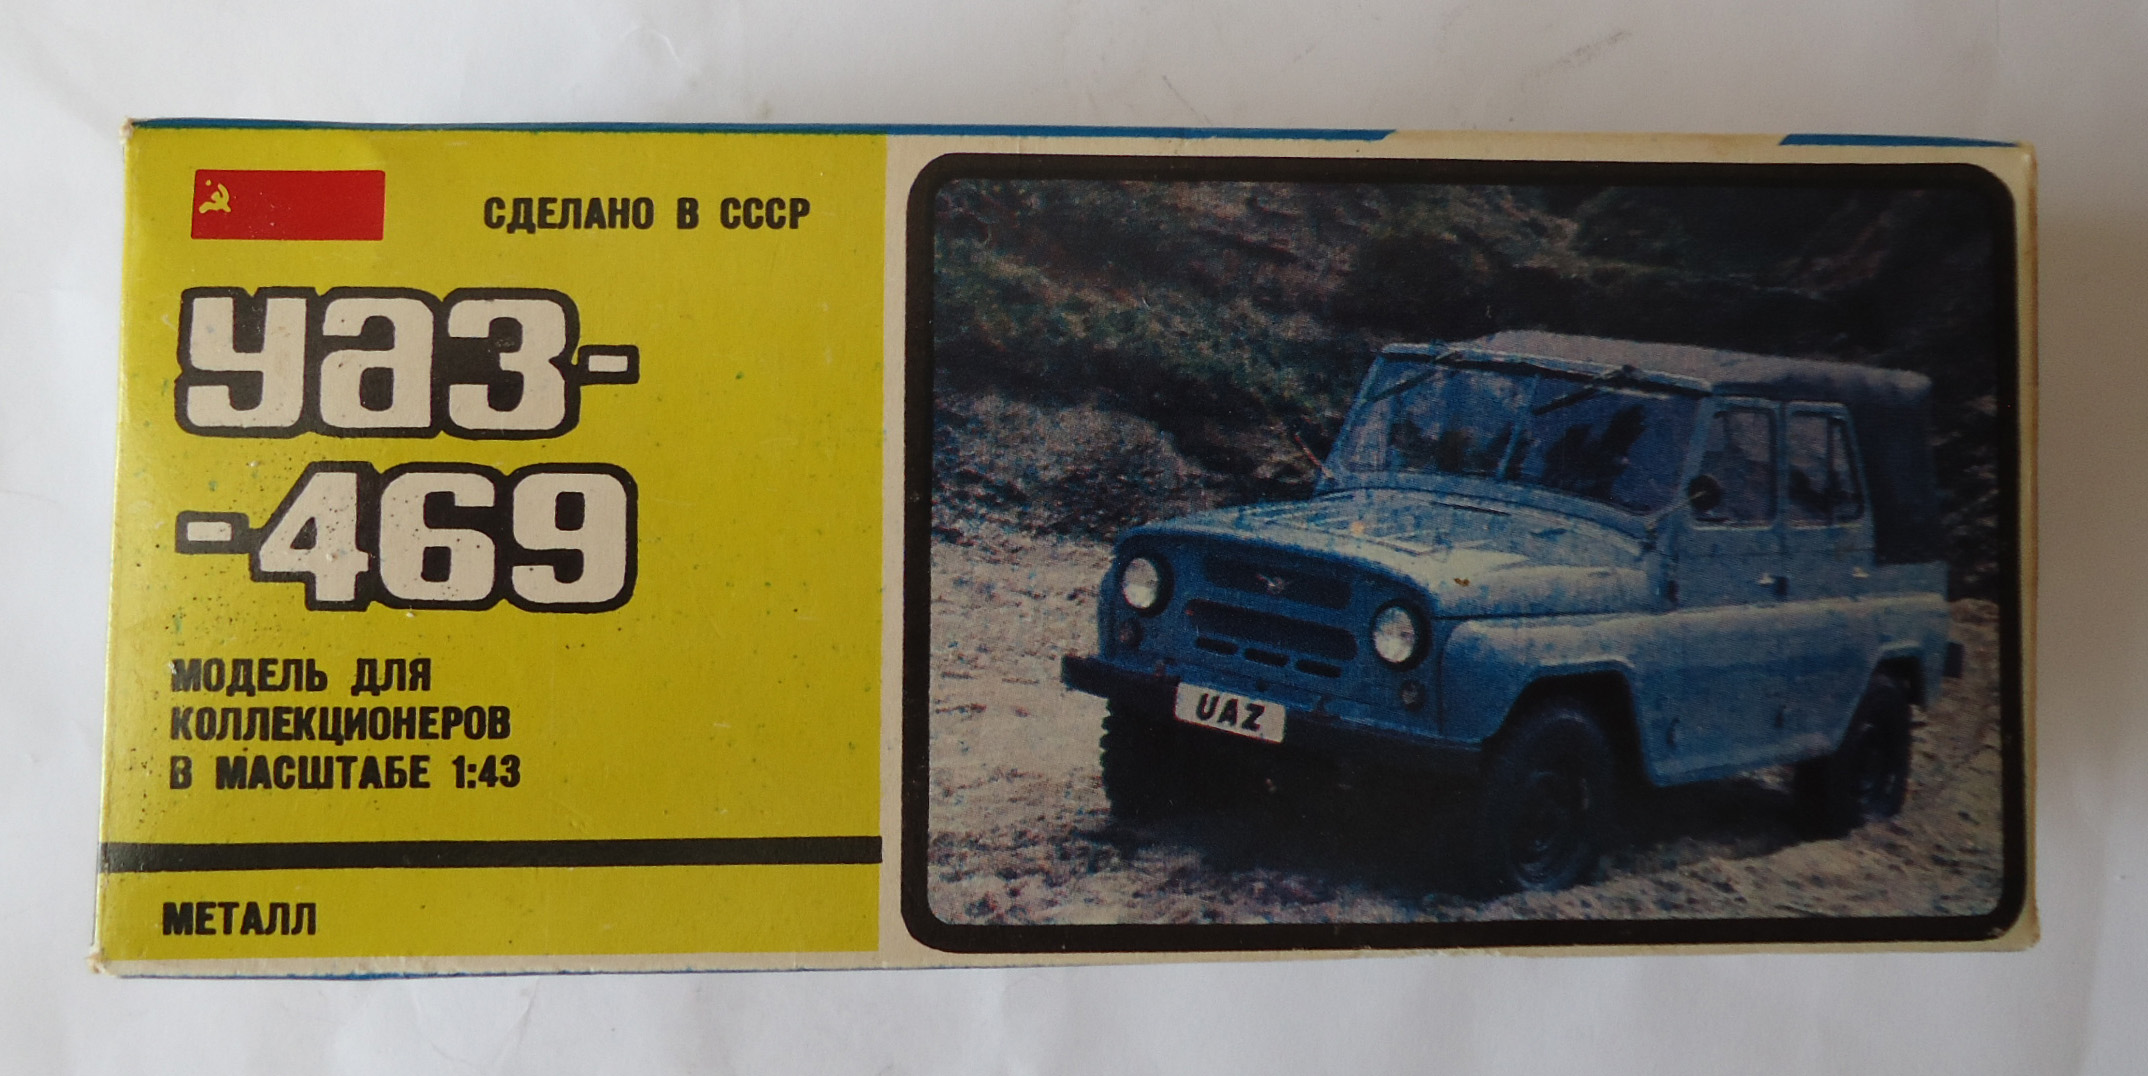 СДЕЛАНО В СССР
УАЗ-
-469
МОДЕЛЬ ДЛЯ
КОЛЛЕКЦИОНЕРОВ
В МАСШТАБЕ 1:43
МЕТАЛЛ
UAZ